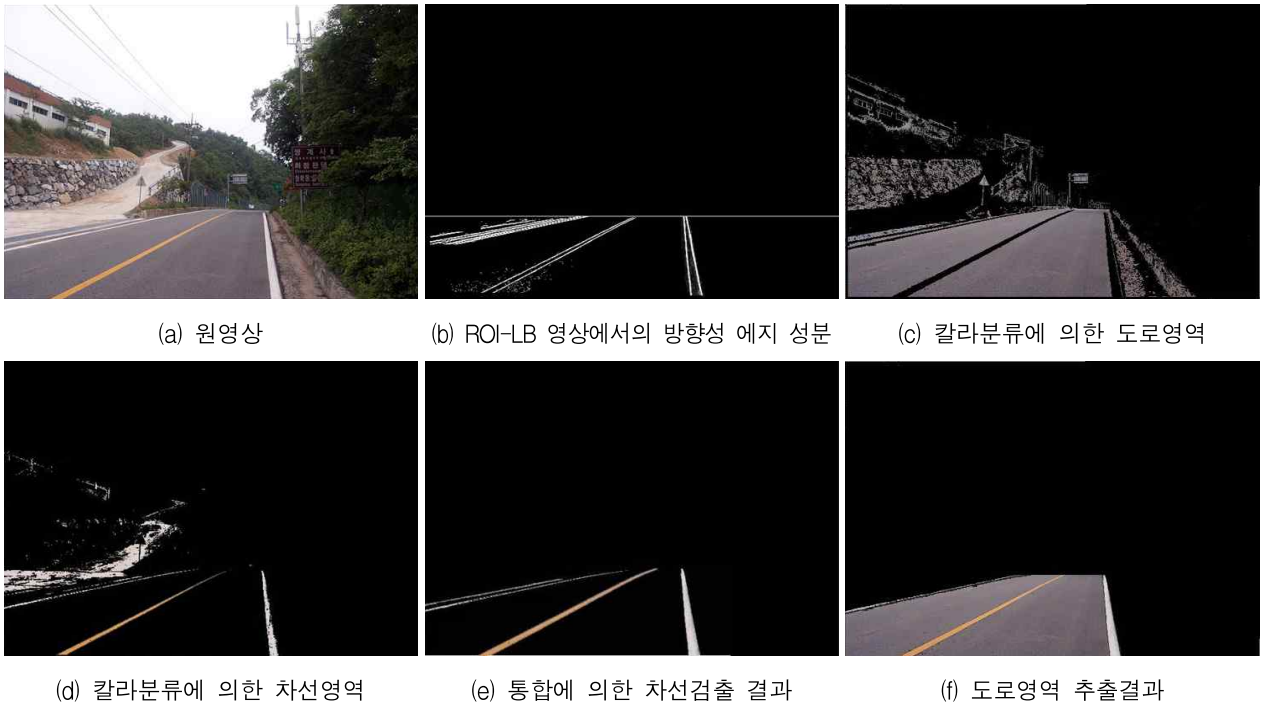 (a) 원영상
(b) ROI-LB 영상에서의 방향성 에지 성분
(c) 칼라분류에 의한 도로영역
(d) 칼라분류에 의한 차선영역
(e) 통합에 의한 차선검출 결과
(f) 도로영역 추출결과